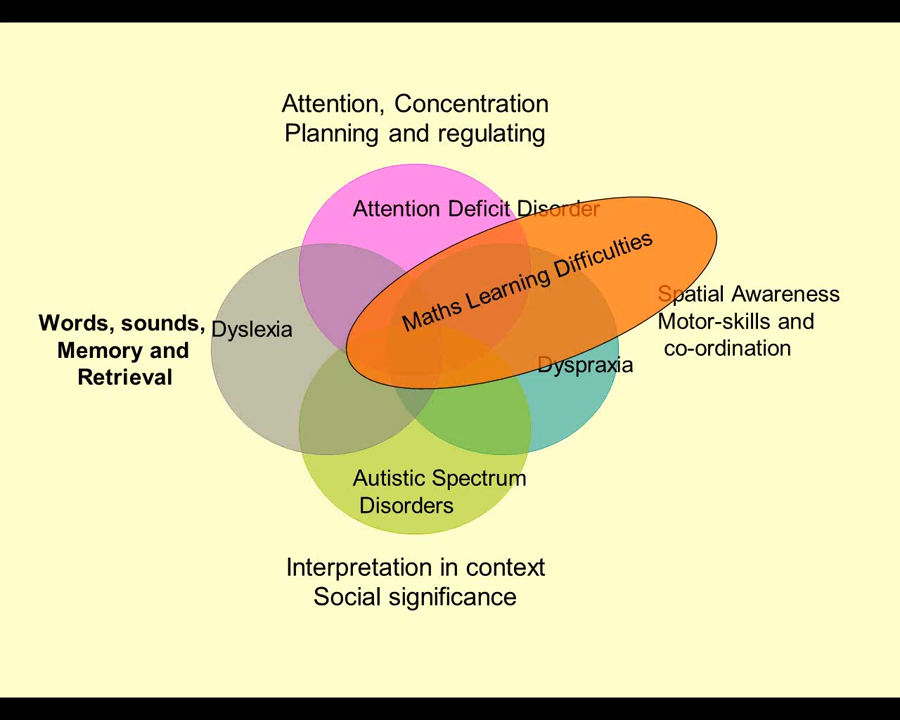 Attention, Concentration
Planning and regulating
Attention Deficit Disorder
Maths Learning Difficulties
Spatial Awareness
Motor-skills and
co-ordination
Words, sounds,
Memory and
Retrieval
Dyslexia
Dyspraxia
Autistic Spectrum
Disorders
Interpretation in context
Social significance